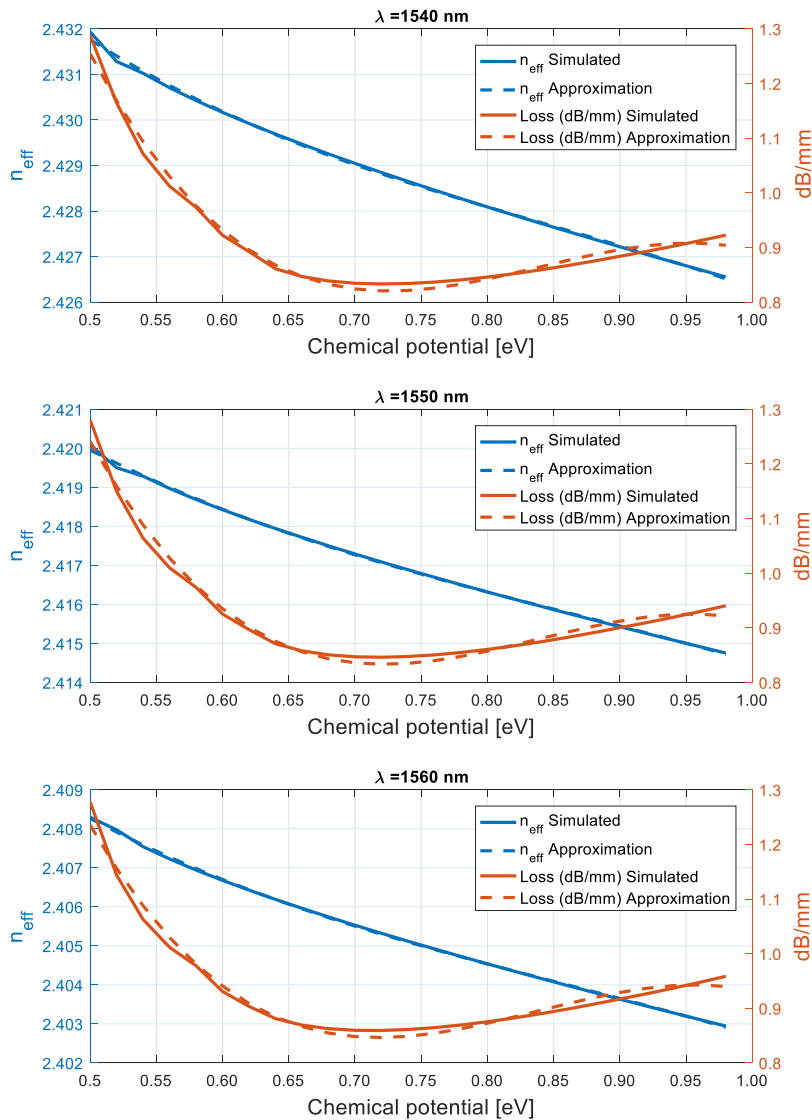 λ =1540 nm
2.432
2.431
2.430
2.429
2.428
2.427
2.426
n_eff
1.3
1.2
1.1
1.0
0.9
0.8
dB/mm
n_eff Simulated
n_eff Approximation
Loss (dB/mm) Simulated
Loss (dB/mm) Approximation
0.5 0.55 0.60 0.65 0.70 0.75 0.80 0.85 0.90 0.95 1.00
Chemical potential [eV]
λ =1550 nm
2.421
2.420
2.419
2.418
2.417
2.416
2.415
2.414
n_eff
1.3
1.2
1.1
1.0
0.9
0.8
dB/mm
n_eff Simulated
n_eff Approximation
Loss (dB/mm) Simulated
Loss (dB/mm) Approximation
0.5 0.55 0.60 0.65 0.70 0.75 0.80 0.85 0.90 0.95 1.00
Chemical potential [eV]
λ =1560 nm
2.409
2.408
2.407
2.406
2.405
2.404
2.403
2.402
n_eff
1.3
1.2
1.1
1.0
0.9
0.8
dB/mm
n_eff Simulated
n_eff Approximation
Loss (dB/mm) Simulated
Loss (dB/mm) Approximation
0.5 0.55 0.60 0.65 0.70 0.75 0.80 0.85 0.90 0.95 1.00
Chemical potential [eV]